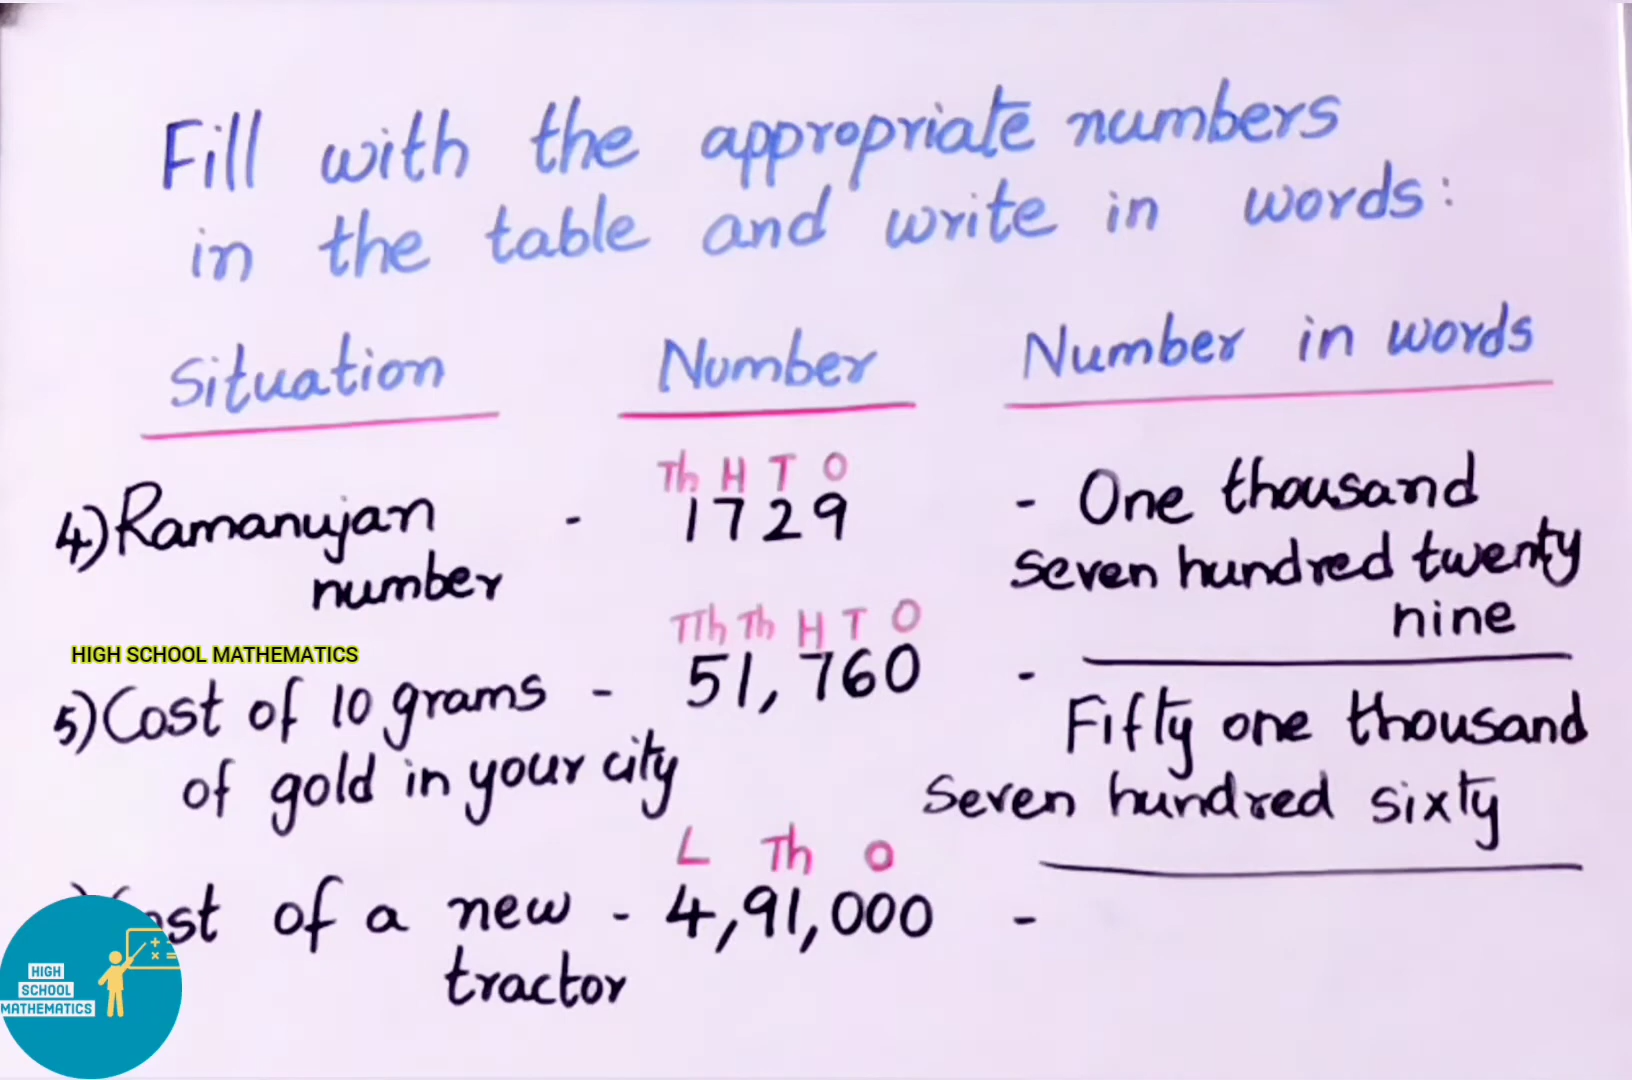 Fill with the appropriate numbers
in the table and write in words:
Situation Number Number in words
Th H T O
4) Ramanujan - 1729 - One thousand
number seven hundred twenty
nine
TTh Th H T O
HIGH SCHOOL MATHEMATICS
5) Cost of 10 grams - 51,760 -
of gold in your city Fifty one thousand
seven hundred sixty
L Th O
of a new - 4,91,000 -
tractor
HIGH
SCHOOL
MATHEMATICS